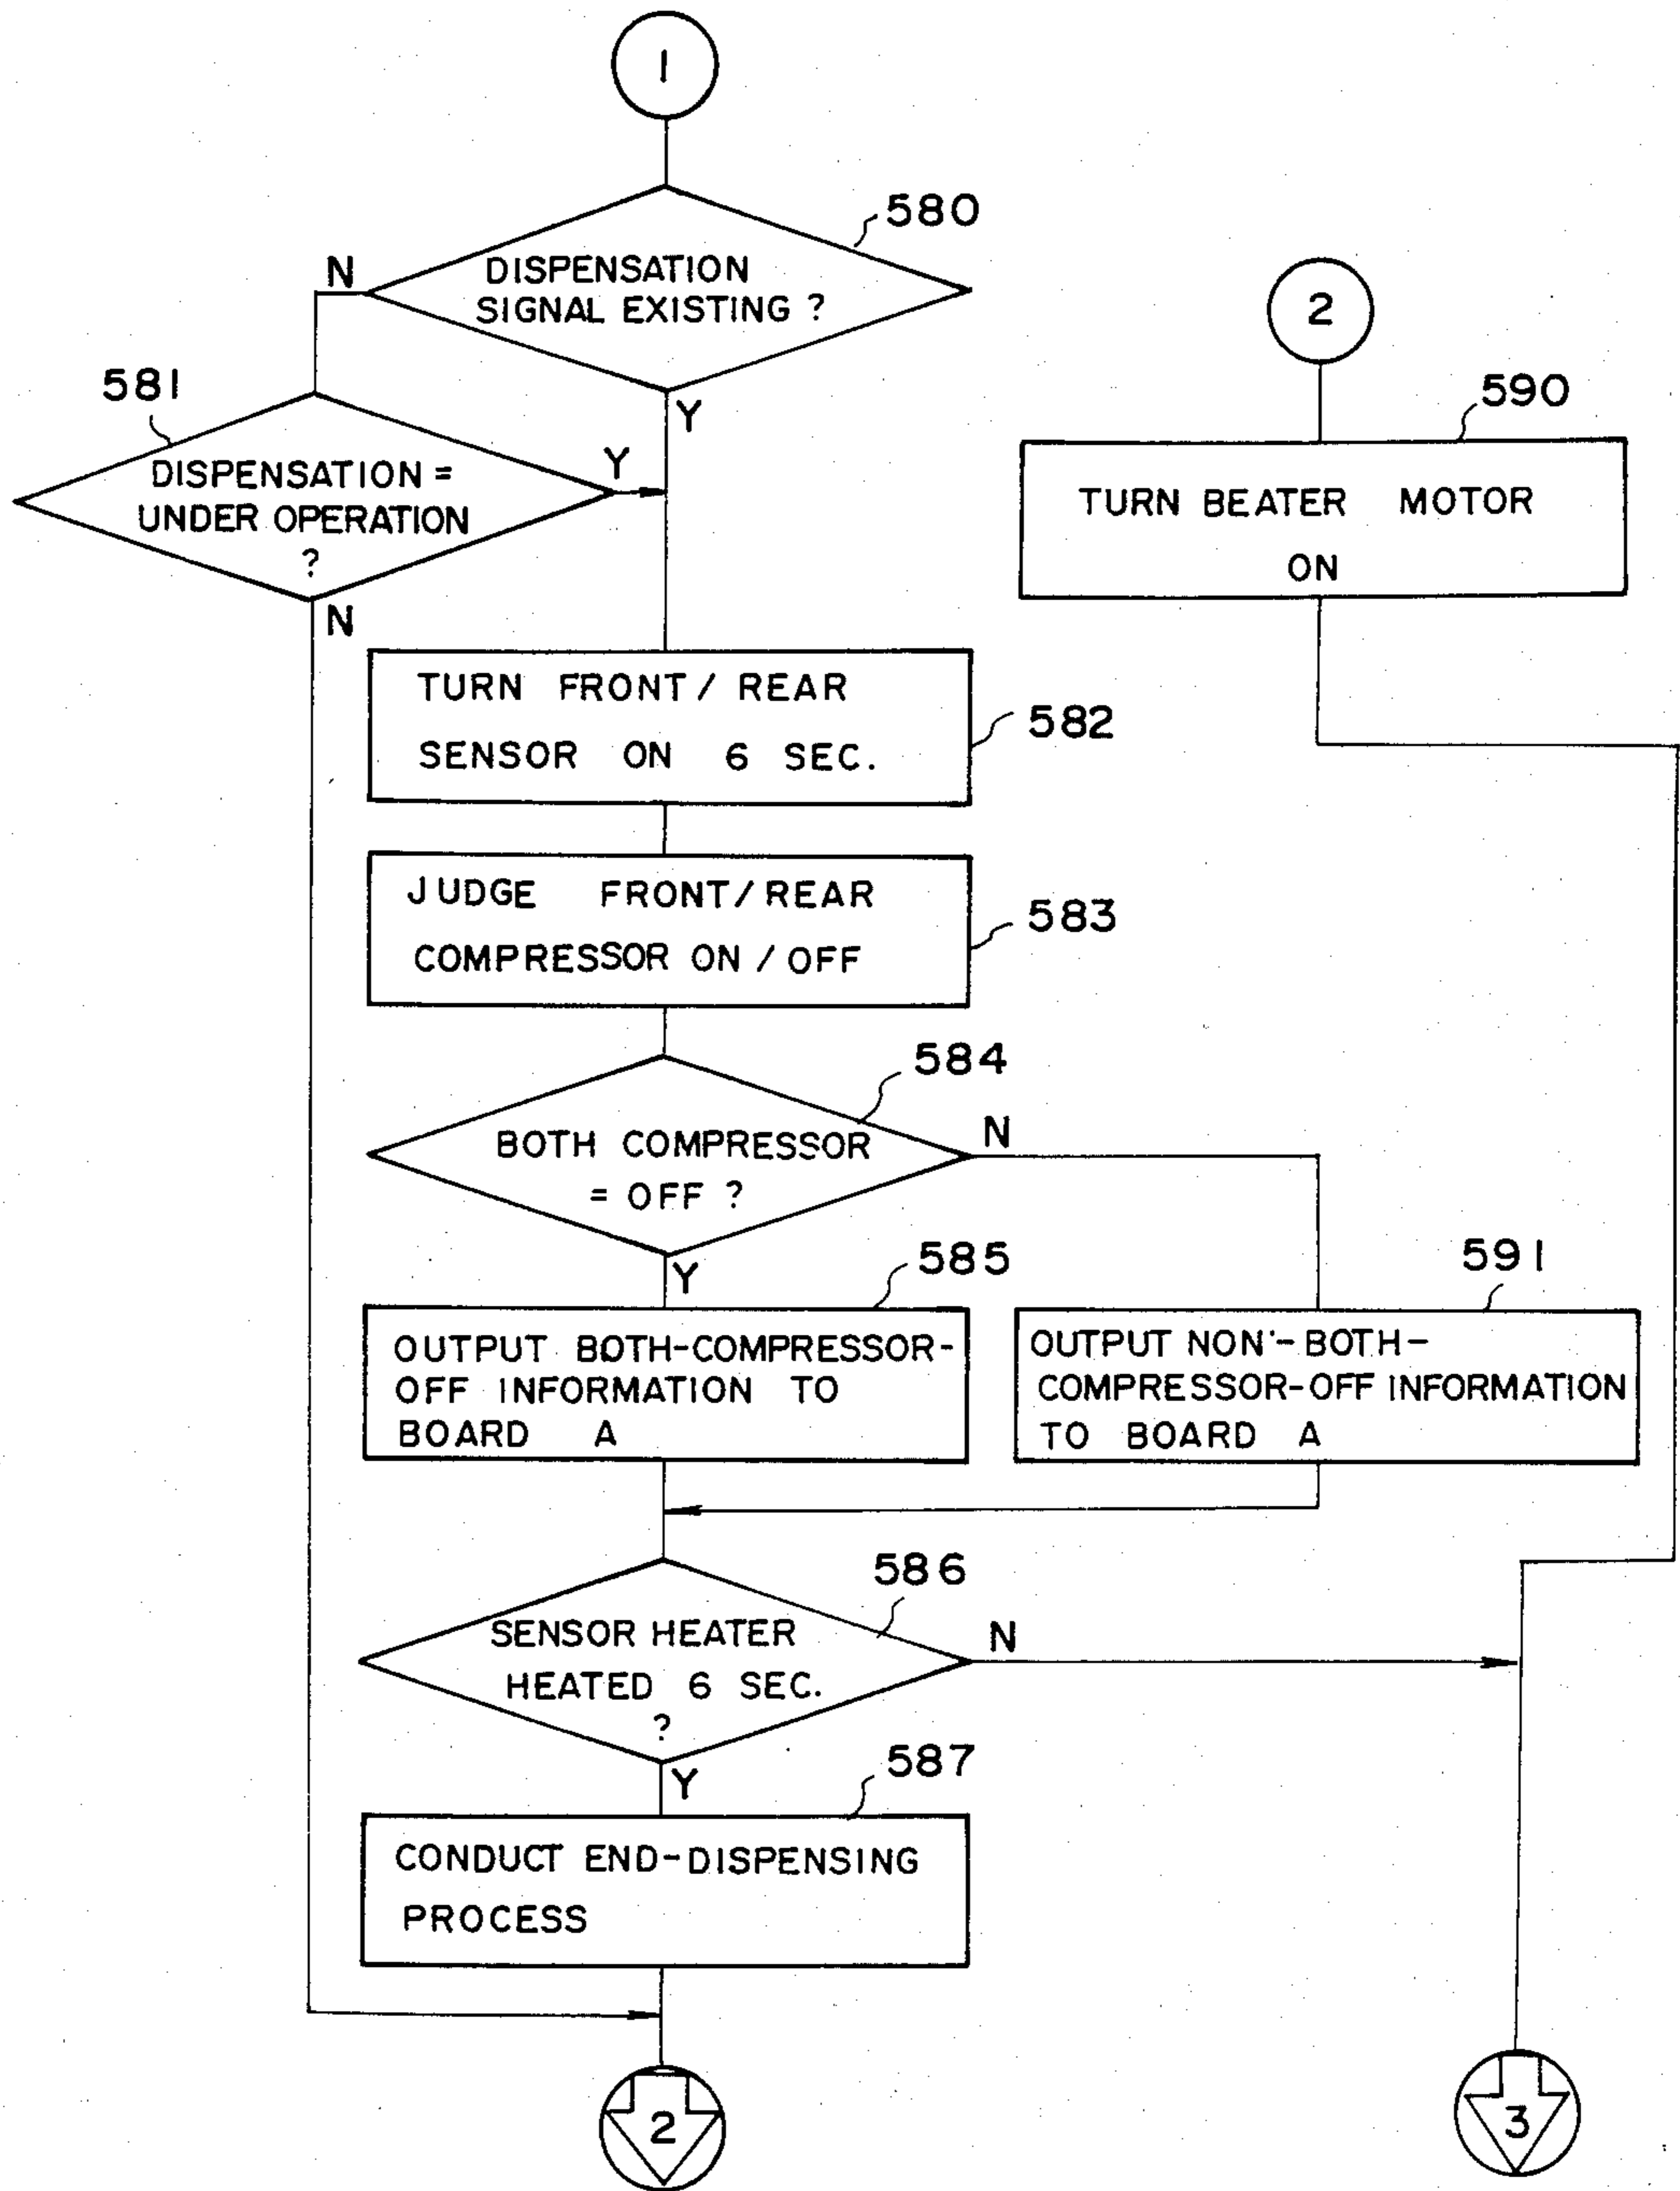 1
580
N
DISPENSATION
SIGNAL EXISTING ?
Y
581
DISPENSATION =
UNDER OPERATION
?
Y
N
2
590
TURN BEATER MOTOR
ON
TURN FRONT / REAR
SENSOR ON 6 SEC.
582
JUDGE FRONT/REAR
COMPRESSOR ON / OFF
583
584
BOTH COMPRESSOR
= OFF ?
N
Y
585
OUTPUT BOTH-COMPRESSOR-
OFF INFORMATION TO
BOARD A
591
OUTPUT NON-BOTH-
COMPRESSOR-OFF INFORMATION
TO BOARD A
586
SENSOR HEATER
HEATED 6 SEC.
?
N
Y
587
CONDUCT END-DISPENSING
PROCESS
2
3